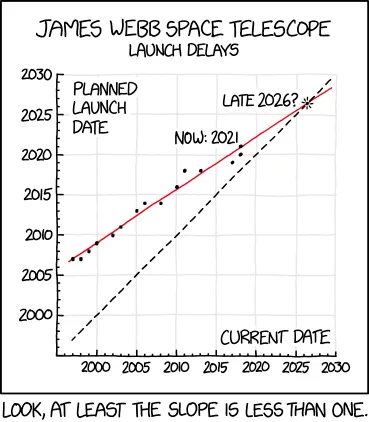 JAMES WEBB SPACE TELESCOPE
LAUNCH DELAYS
2030
PLANNED
LAUNCH
DATE
LATE 2026?
2025
NOW: 2021
2020
2015
2010
2005
2000
CURRENT DATE
2000 2005 2010 2015 2020 2025 2030
LOOK, AT LEAST THE SLOPE IS LESS THAN ONE.